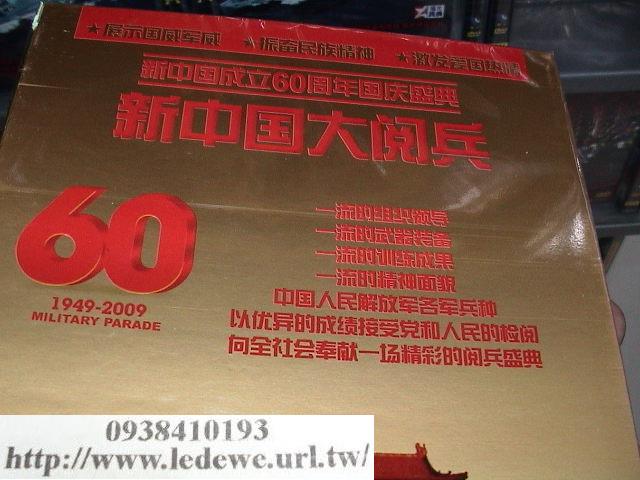 ★展示国威军威 ★振奋民族精神 ★激发爱国热情
新中国成立60周年国庆盛典
新中国大阅兵
60
1949-2009
MILITARY PARADE
一流的组织领导
一流的武器装备
一流的训练成果
一流的精神面貌
中国人民解放军各军兵种
以优异的成绩接受党和人民的检阅
向全社会奉献一场精彩的阅兵盛典
0938410193
http://www.ledewe.url.tw/